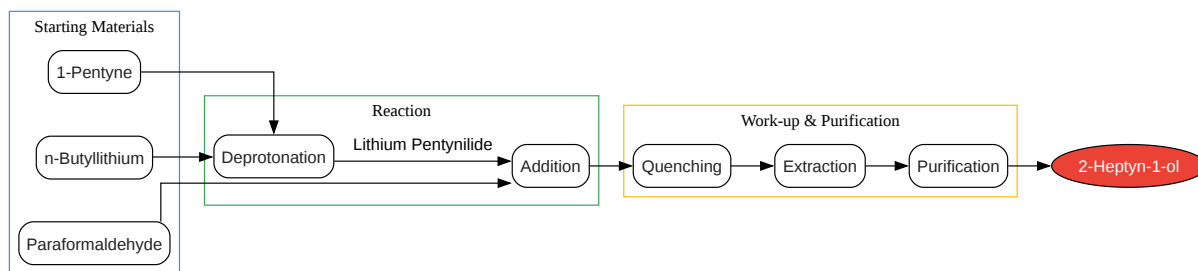 Starting Materials
1-Pentyne
n-Butyllithium
Paraformaldehyde
Reaction
Deprotonation
Lithium Pentynilide
Addition
Work-up & Purification
Quenching
Extraction
Purification
2-Heptyn-1-ol